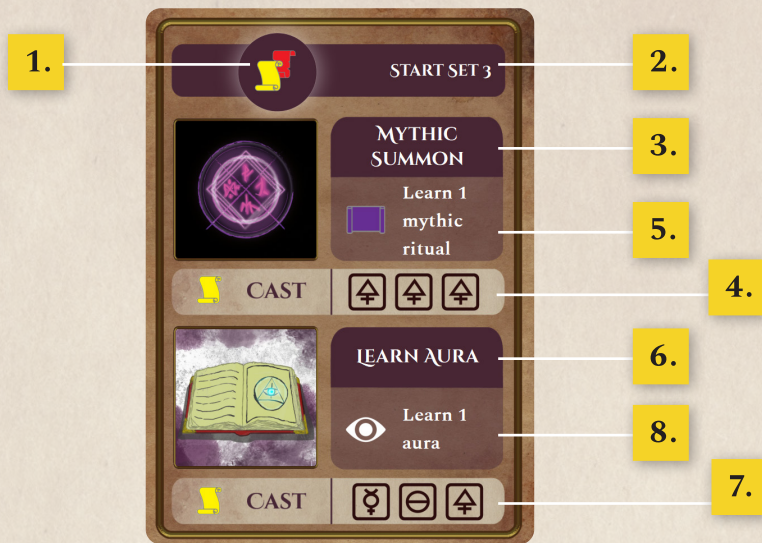 1.
START SET 3
2.
MYTHIC
SUMMON
3.
Learn 1
mythic
ritual
5.
CAST
4.
LEARN AURA
6.
Learn 1
aura
8.
CAST
7.